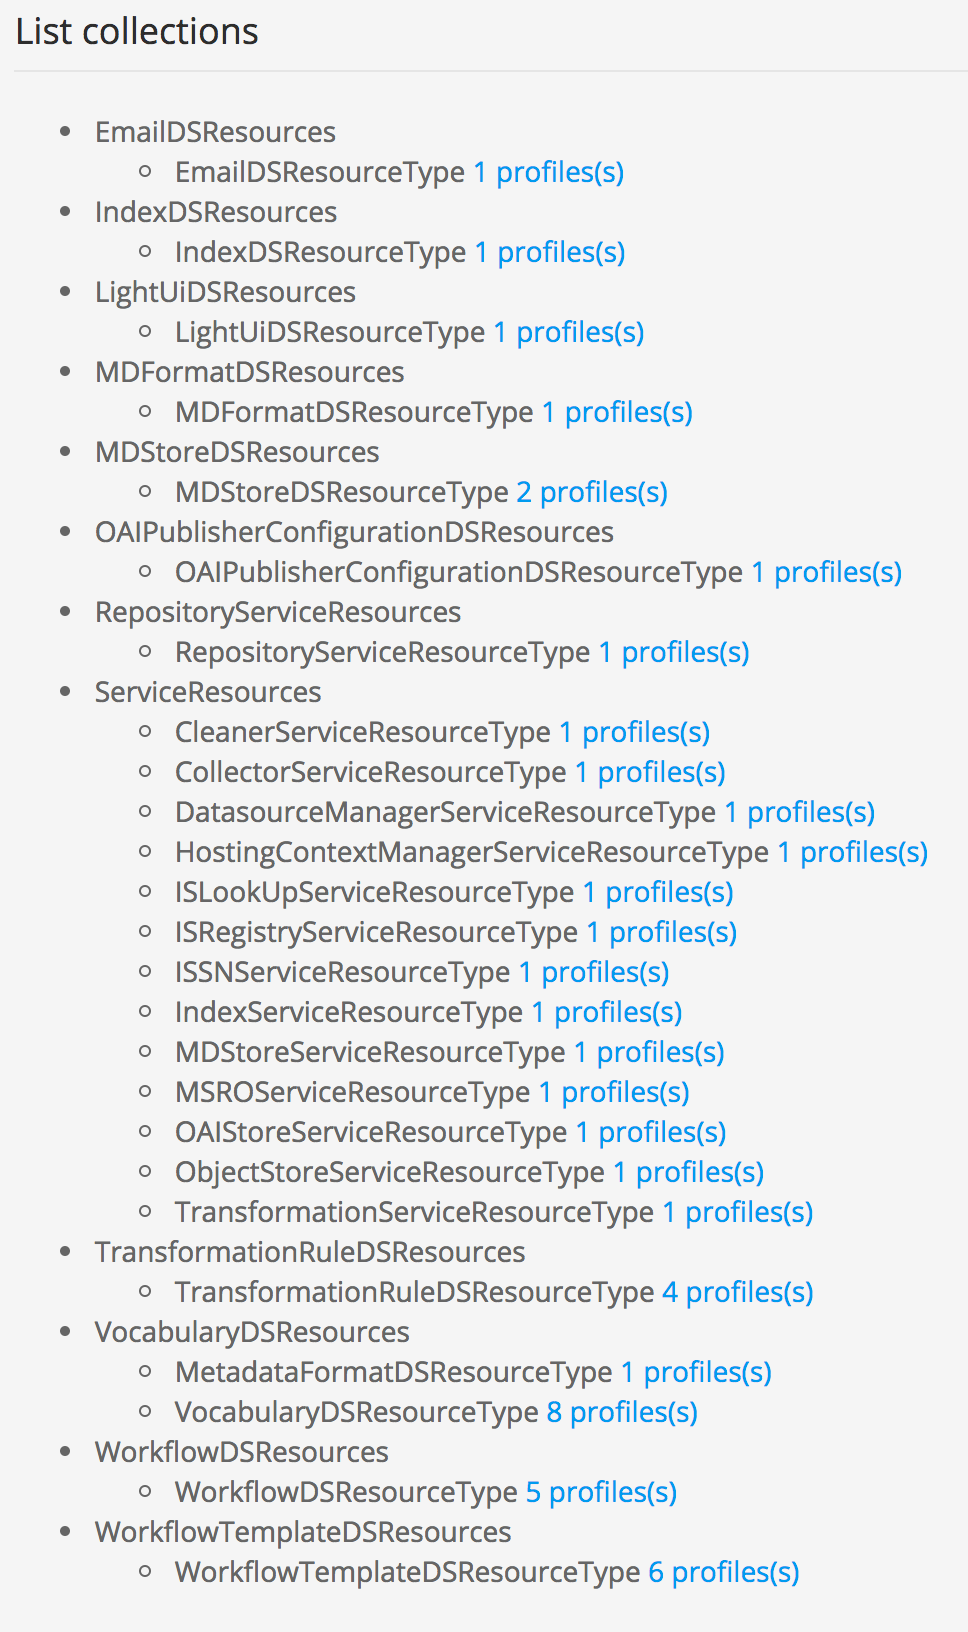 List collections
EmailDSResources
EmailDSResourceType 1 profiles(s)
IndexDSResources
IndexDSResourceType 1 profiles(s)
LightUiDSResources
LightUiDSResourceType 1 profiles(s)
MDFormatDSResources
MDFormatDSResourceType 1 profiles(s)
MDStoreDSResources
MDStoreDSResourceType 2 profiles(s)
OAIPublisherConfigurationDSResources
OAIPublisherConfigurationDSResourceType 1 profiles(s)
RepositoryServiceResources
RepositoryServiceResourceType 1 profiles(s)
ServiceResources
CleanerServiceResourceType 1 profiles(s)
CollectorServiceResourceType 1 profiles(s)
DatasourceManagerServiceResourceType 1 profiles(s)
HostingContextManagerServiceResourceType 1 profiles(s)
ISLookUpServiceResourceType 1 profiles(s)
ISRegistryServiceResourceType 1 profiles(s)
ISSNServiceResourceType 1 profiles(s)
IndexServiceResourceType 1 profiles(s)
MDStoreServiceResourceType 1 profiles(s)
MSROServiceResourceType 1 profiles(s)
OAIStoreServiceResourceType 1 profiles(s)
ObjectStoreServiceResourceType 1 profiles(s)
TransformationServiceResourceType 1 profiles(s)
TransformationRuleDSResources
TransformationRuleDSResourceType 4 profiles(s)
VocabularyDSResources
MetadataFormatDSResourceType 1 profiles(s)
VocabularyDSResourceType 8 profiles(s)
WorkflowDSResources
WorkflowDSResourceType 5 profiles(s)
WorkflowTemplateDSResources
WorkflowTemplateDSResourceType 6 profiles(s)